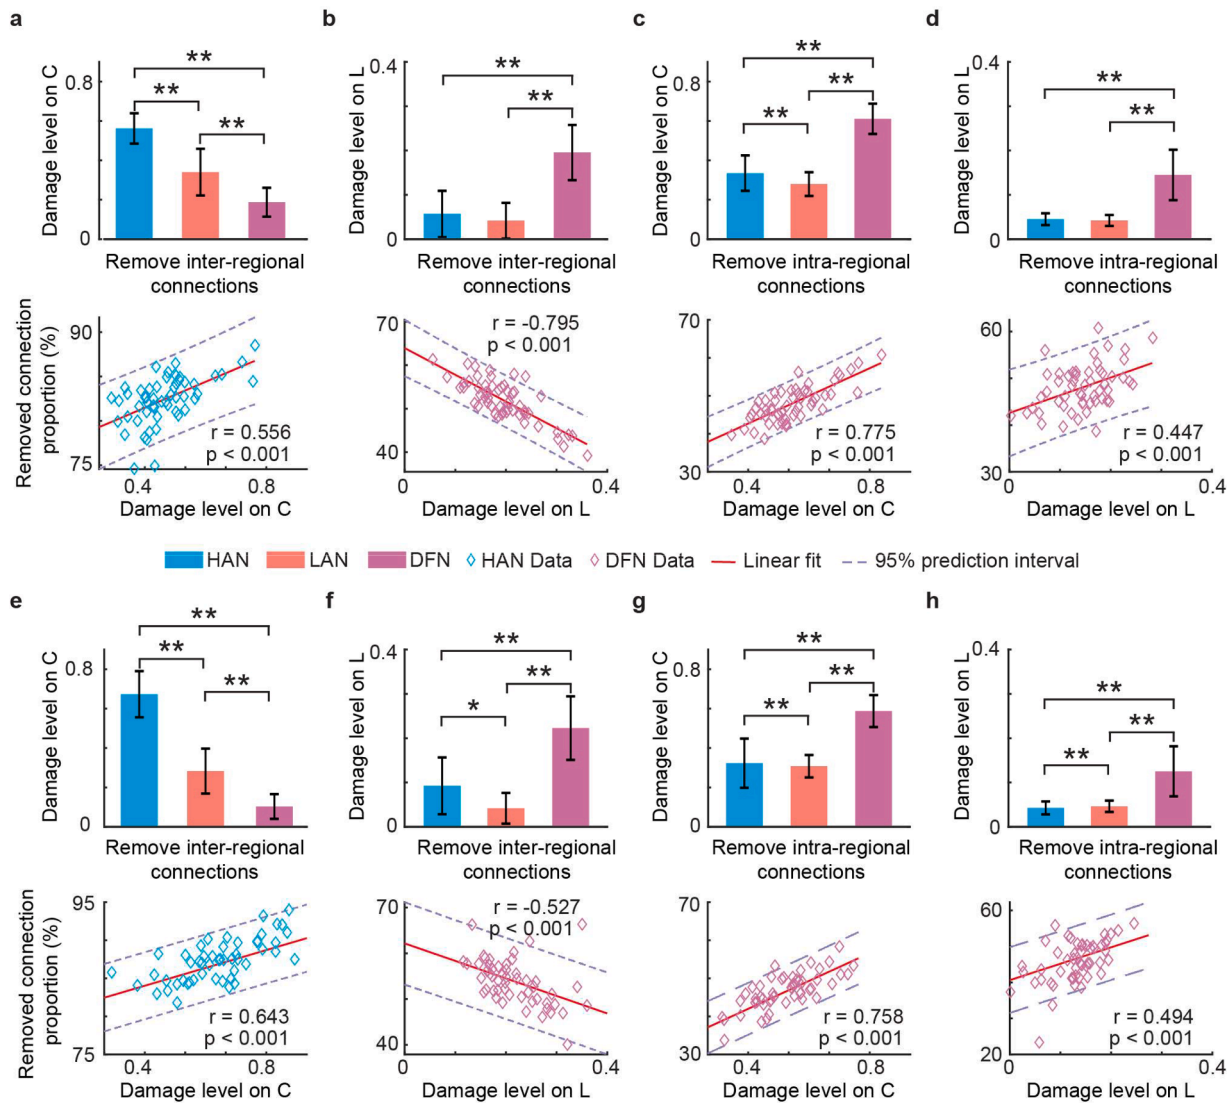 a
Damage level on C
0.8
0
**
**
**
Remove inter-regional
connections
b
Damage level on L
0.4
0
**
**
Remove inter-regional
connections
c
Damage level on C
0.8
0
**
**
**
Remove intra-regional
connections
d
Damage level on L
0.4
0
**
**
Remove intra-regional
connections
Removed connection
proportion (%)
90
75
r = 0.556
p < 0.001
0.4
0.8
Damage level on C
70
40
r = -0.795
p < 0.001
0
0.4
Damage level on L
70
30
r = 0.775
p < 0.001
0.4
0.8
Damage level on C
60
30
r = 0.447
p < 0.001
0
0.4
Damage level on L
HAN LAN DFN HAN Data DFN Data Linear fit 95% prediction interval
e
Damage level on C
0.8
0
**
**
**
Remove inter-regional
connections
f
Damage level on L
0.4
0
**
*
**
Remove inter-regional
connections
g
Damage level on C
0.8
0
**
**
**
Remove intra-regional
connections
h
Damage level on L
0.4
0
**
**
**
Remove intra-regional
connections
Removed connection
proportion (%)
95
75
r = 0.643
p < 0.001
0.4
0.8
Damage level on C
70
40
r = -0.527
p < 0.001
0
0.4
Damage level on L
70
30
r = 0.758
p < 0.001
0.4
0.8
Damage level on C
60
20
r = 0.494
p < 0.001
0
0.4
Damage level on L